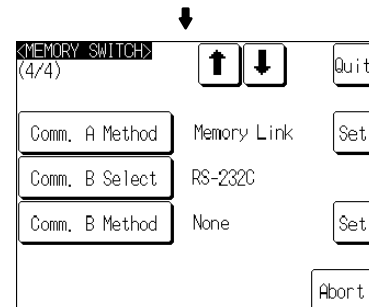 <MEMORY SWITCH>
(4/4)
Quit
Comm. A Method Memory Link Set
Comm. B Select RS-232C
Comm. B Method None Set
Abort